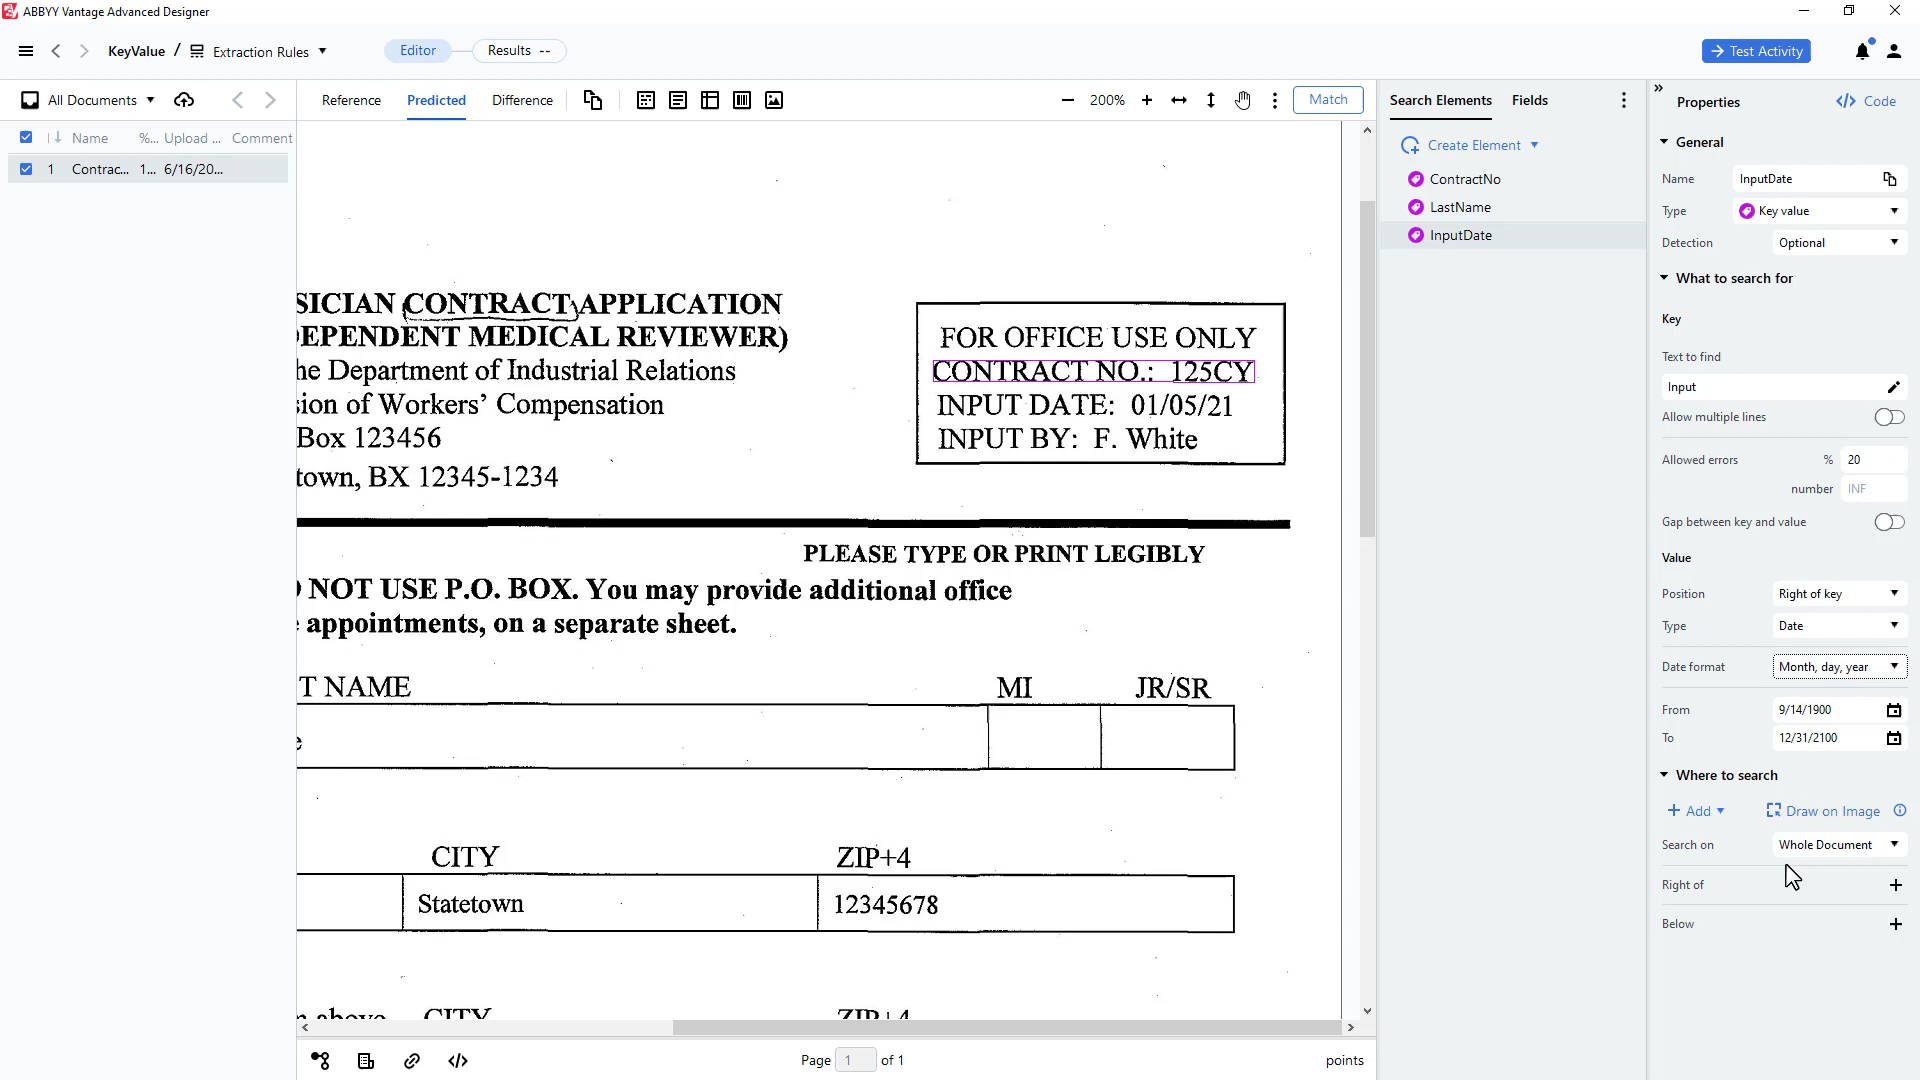 ABBYY Vantage Advanced Designer
KeyValue / Extraction Rules
Editor
Results --
Test Activity
All Documents
Name %... Upload ... Comment
1 Contrac... 1... 6/16/20...
Reference Predicted Difference
200%
Match
SICIAN CONTRACT APPLICATION
EPENDENT MEDICAL REVIEWER)
he Department of Industrial Relations
sion of Workers' Compensation
Box 123456
town, BX 12345-1234
FOR OFFICE USE ONLY
CONTRACT NO.: 125CY
INPUT DATE: 01/05/21
INPUT BY: F. White
PLEASE TYPE OR PRINT LEGIBLY
NOT USE P.O. BOX. You may provide additional office
appointments, on a separate sheet.
T NAME MI JR/SR
e
CITY ZIP+4
Statetown 12345678
n above CITY ZIP+4
Page 1 of 1
points
Search Elements Fields
Create Element
ContractNo
LastName
InputDate
Properties
Code
General
Name InputDate
Type Key value
Detection Optional
What to search for
Key
Text to find
Input
Allow multiple lines
Allowed errors % 20
number INF
Gap between key and value
Value
Position Right of key
Type Date
Date format Month, day, year
From 9/14/1900
To 12/31/2100
Where to search
Add Draw on Image
Search on Whole Document
Right of
Below